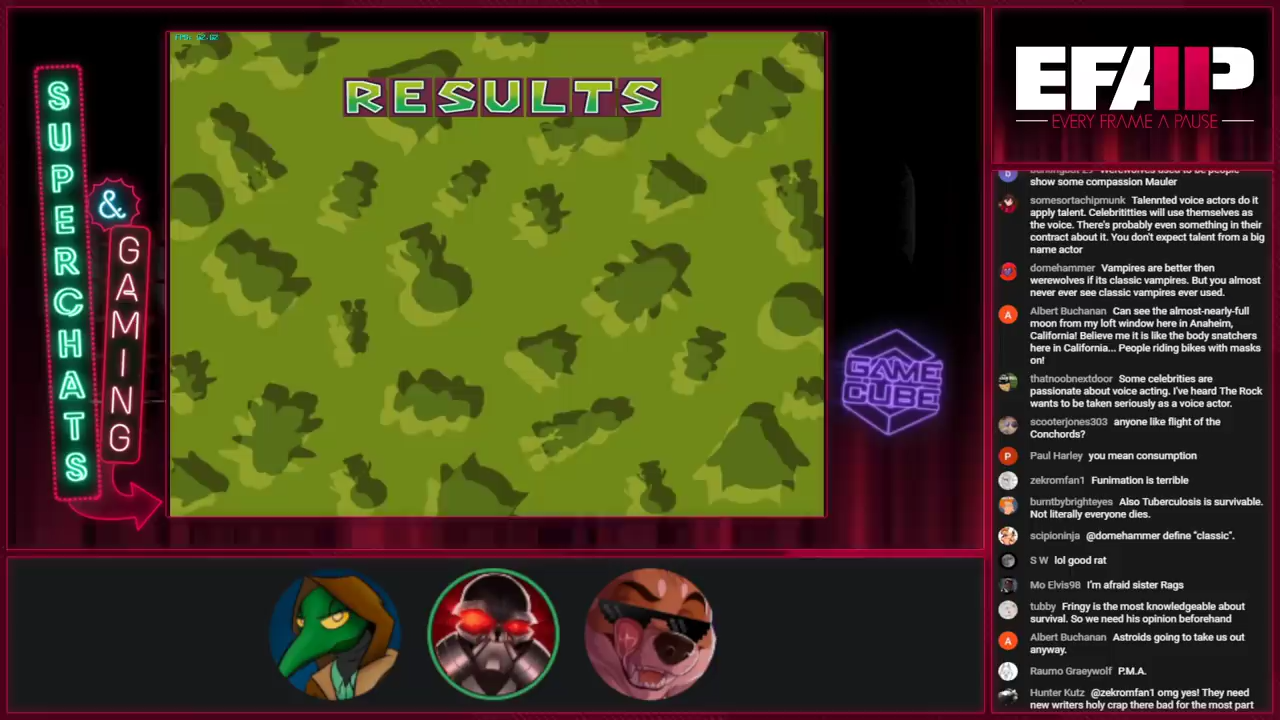 RESULTS
SUPERCHATS
&
GAMING
GAME
CUBE
EFAP
EVERY FRAME A PAUSE
show some compassion Mauler
somesortachipmunk Talennted voice actors do it
apply talent. Celebrititties will use themselves as
the voice. There's probably even something in their
contract about it. You don't expect talent from a big
name actor
domehammer Vampires are better then
werewolves if its classic vampires. But you almost
never ever see classic vampires ever used.
Albert Buchanan Can see the almost-nearly-full
moon from my loft window here in Anaheim,
California! Believe me it is like the body snatchers
here in California... People riding bikes with masks
on!
thatnoobnextdoor Some celebrities are
passionate about voice acting. I've heard The Rock
wants to be taken seriously as a voice actor.
scooterjones303 anyone like flight of the
Conchords?
P
Paul Harley you mean consumption
zekromfan1 Funimation is terrible
burntbybrighteyes Also Tuberculosis is survivable.
Not literally everyone dies.
scipioninja @domehammer define "classic".
S W lol good rat
Mo Elvis98 I'm afraid sister Rags
tubby Fringy is the most knowledgeable about
survival. So we need his opinion beforehand
A
Albert Buchanan Astroids going to take us out
anyway.
Raumo Graeywolf P.M.A.
Hunter Kutz @zekromfan1 omg yes! They need
new writers holy crap there bad for the most part